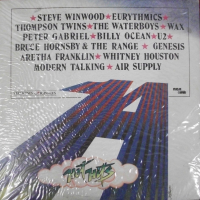 ★STEVE WINWOOD★EURYTHMICS★
THOMPSON TWINS★THE WATERBOYS★WAX
PETER GABRIEL★BILLY OCEAN★U2★
BRUCE HORNSBY & THE RANGE★GENESIS
ARETHA FRANKLIN★WHITNEY HOUSTON
MODERN TALKING★AIR SUPPLY
HOT HITS